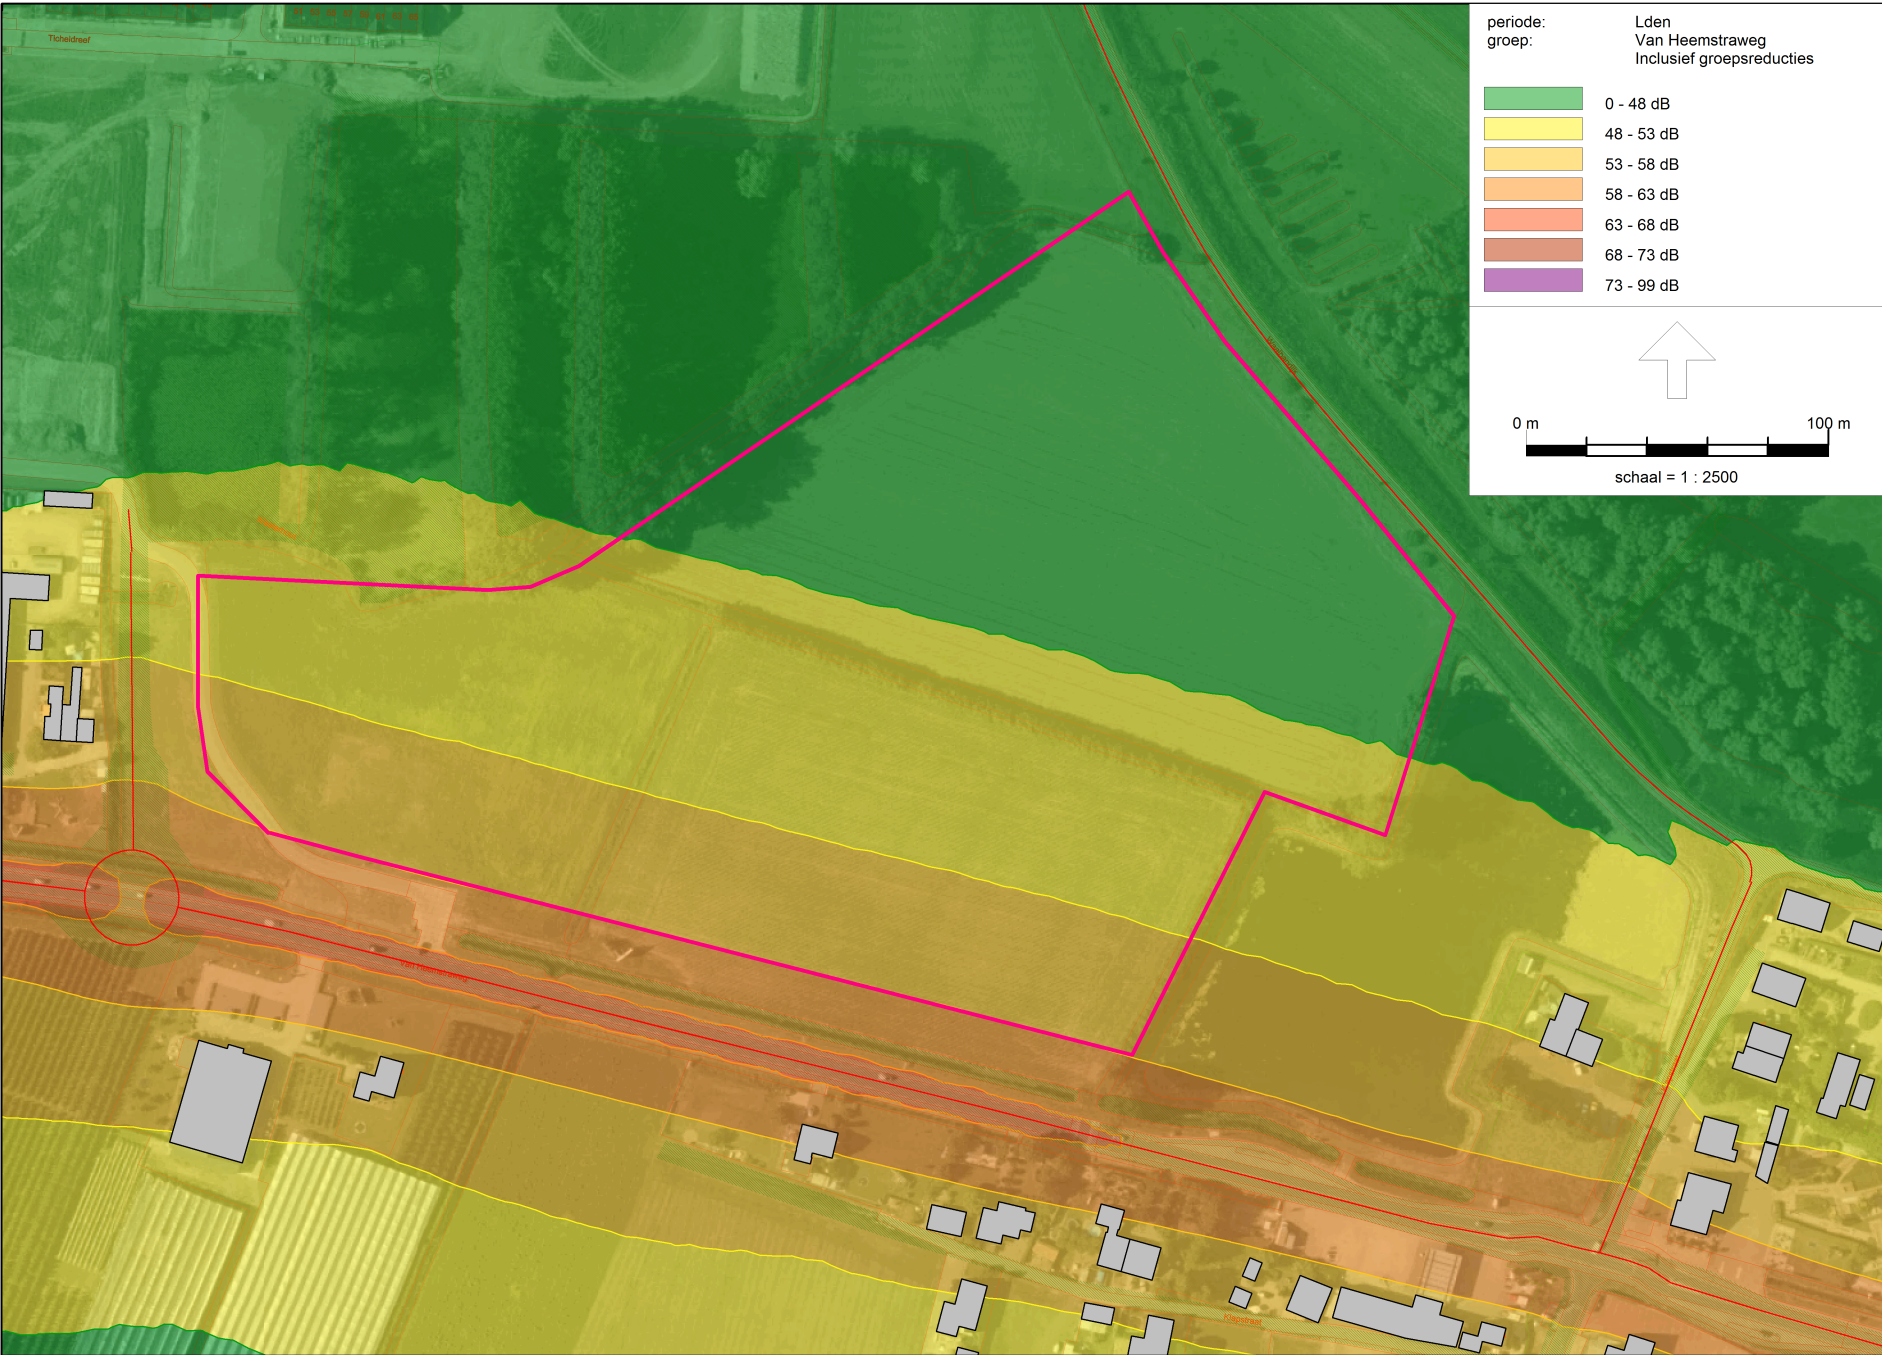 periode: Lden
groep: Van Heemstraweg
Inclusief groepsreducties
0 - 48 dB
48 - 53 dB
53 - 58 dB
58 - 63 dB
63 - 68 dB
68 - 73 dB
73 - 99 dB
0 m 100 m
schaal = 1 : 2500
Ticheldreef
Van Heemstraweg
Klapstraat